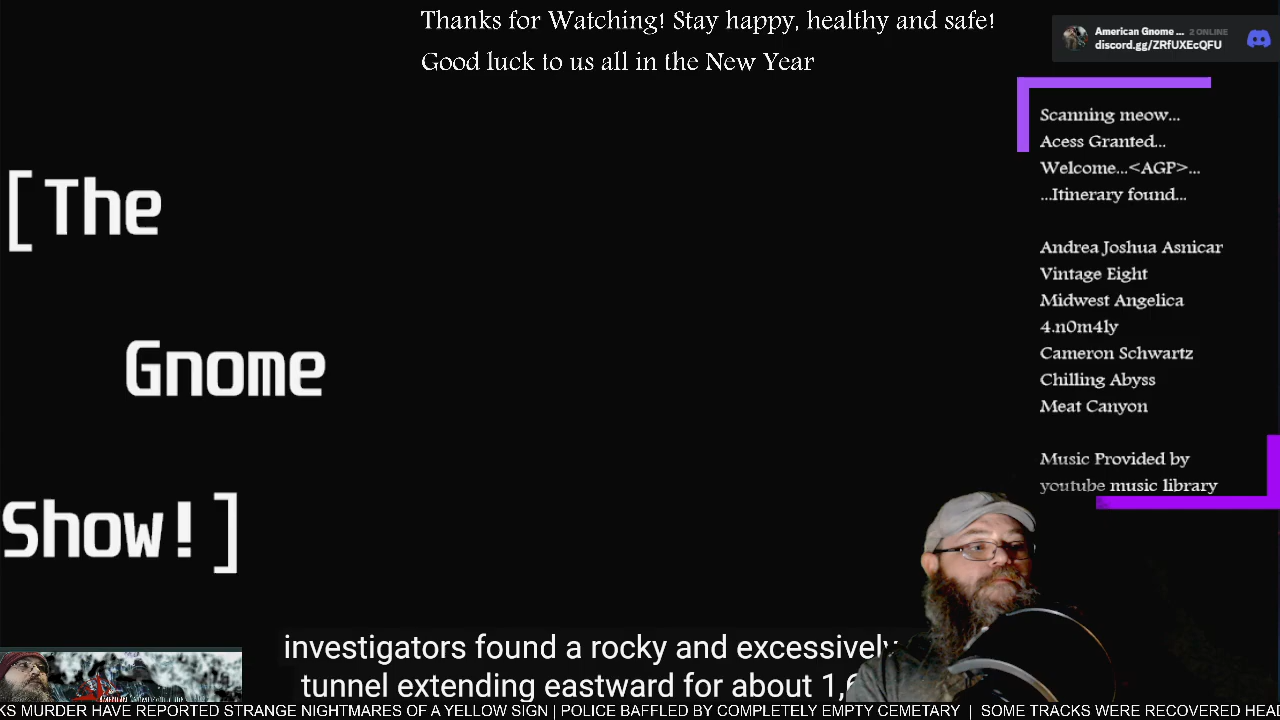 Thanks for Watching! Stay happy, healthy and safe!
Good luck to us all in the New Year
American Gnome ... 2 ONLINE
discord.gg/ZRfUXEcQFU
Scanning meow...
Acess Granted...
Welcome...<AGP>...
...Itinerary found...
Andrea Joshua Asnicar
Vintage Eight
Midwest Angelica
4.n0m4ly
Cameron Schwartz
Chilling Abyss
Meat Canyon
Music Provided by
youtube music library
[The
Gnome
Show!]
investigators found a rocky and excessively
tunnel extending eastward for about
KS MURDER HAVE REPORTED STRANGE NIGHTMARES OF A YELLOW SIGN | POLICE BAFFLED BY COMPLETELY EMPTY CEMETARY | SOME TRACKS WERE RECOVERED HEA